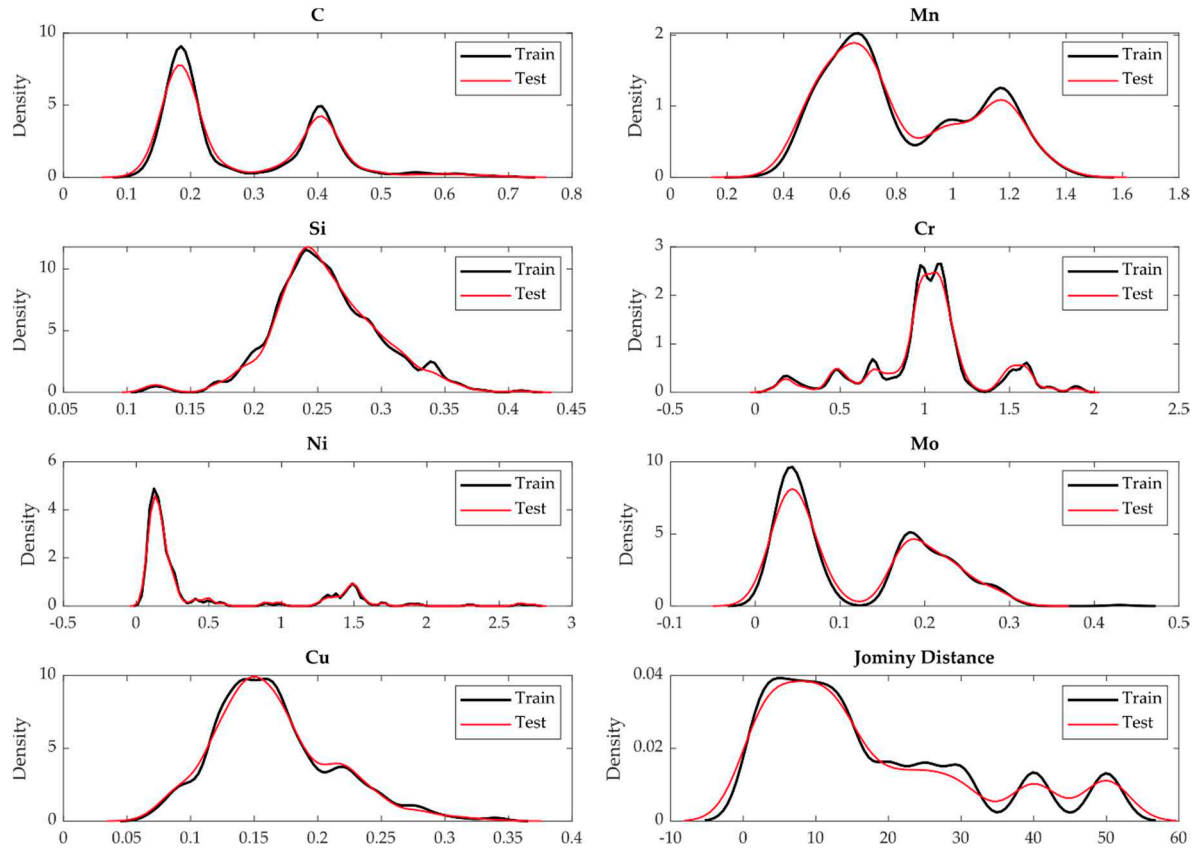 C
Density
10
5
0
0 0.1 0.2 0.3 0.4 0.5 0.6 0.7 0.8
Train
Test
Mn
Density
2
1
0
0 0.2 0.4 0.6 0.8 1 1.2 1.4 1.6 1.8
Train
Test
Si
Density
10
5
0
0.05 0.1 0.15 0.2 0.25 0.3 0.35 0.4 0.45
Train
Test
Cr
Density
3
2
1
0
-0.5 0 0.5 1 1.5 2 2.5
Train
Test
Ni
Density
6
4
2
0
-0.5 0 0.5 1 1.5 2 2.5 3
Train
Test
Mo
Density
10
5
0
-0.1 0 0.1 0.2 0.3 0.4 0.5
Train
Test
Cu
Density
10
5
0
0 0.05 0.1 0.15 0.2 0.25 0.3 0.35 0.4
Train
Test
Jominy Distance
Density
0.04
0.02
0
-10 0 10 20 30 40 50 60
Train
Test